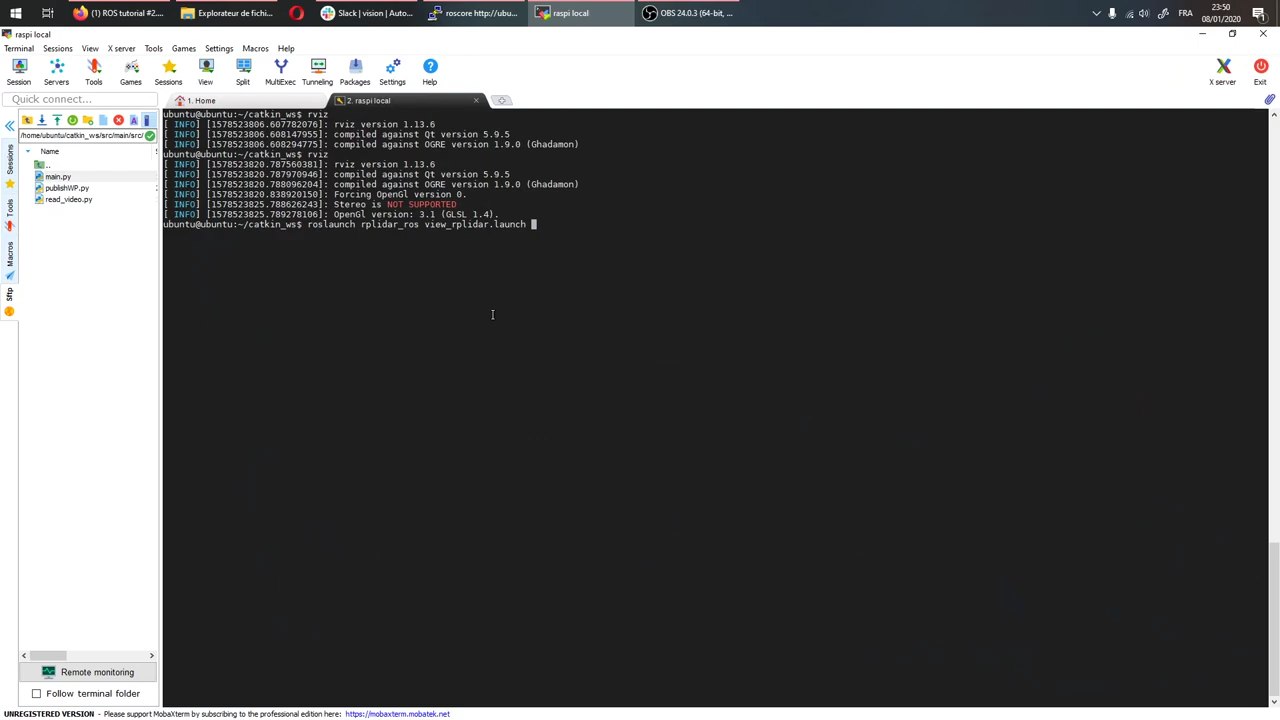 (1) ROS tutorial #2....
Explorateur de fichi...
Slack | vision | Auto...
roscore http://ubu...
raspi local
OBS 24.0.3 (64-bit, ...
FRA
23:50
08/01/2020
raspi local
Terminal Sessions View X server Tools Games Settings Macros Help
Session Servers Tools Games Sessions View Split MultiExec Tunneling Packages Settings Help X server Exit
Quick connect...
1. Home
2. raspi local
/home/ubuntu/catkin_ws/src/main/src/
Name
..
main.py
publishWP.py
read_video.py
Sessions
Tools
Macros
Sftp
ubuntu@ubuntu:~/catkin_ws$ rviz
[ INFO] [1578523806.607782076]: rviz version 1.13.6
[ INFO] [1578523806.608147955]: compiled against Qt version 5.9.5
[ INFO] [1578523806.608294775]: compiled against OGRE version 1.9.0 (Ghadamon)
ubuntu@ubuntu:~/catkin_ws$ rviz
[ INFO] [1578523820.787560381]: rviz version 1.13.6
[ INFO] [1578523820.787970946]: compiled against Qt version 5.9.5
[ INFO] [1578523820.788096204]: compiled against OGRE version 1.9.0 (Ghadamon)
[ INFO] [1578523820.838920150]: Forcing OpenGl version 0.
[ INFO] [1578523825.788626243]: Stereo is NOT SUPPORTED
[ INFO] [1578523825.789278106]: OpenGl version: 3.1 (GLSL 1.4).
ubuntu@ubuntu:~/catkin_ws$ roslaunch rplidar_ros view_rplidar.launch
Remote monitoring
Follow terminal folder
UNREGISTERED VERSION - Please support MobaXterm by subscribing to the professional edition here: https://mobaxterm.mobatek.net